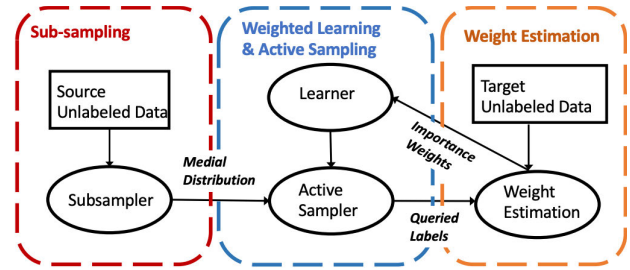 Sub-sampling
Weighted Learning
& Active Sampling
Weight Estimation
Source
Unlabeled Data
Learner
Target
Unlabeled Data
Importance
Weights
Medial
Distribution
Subsampler
Active
Sampler
Queried
Labels
Weight
Estimation